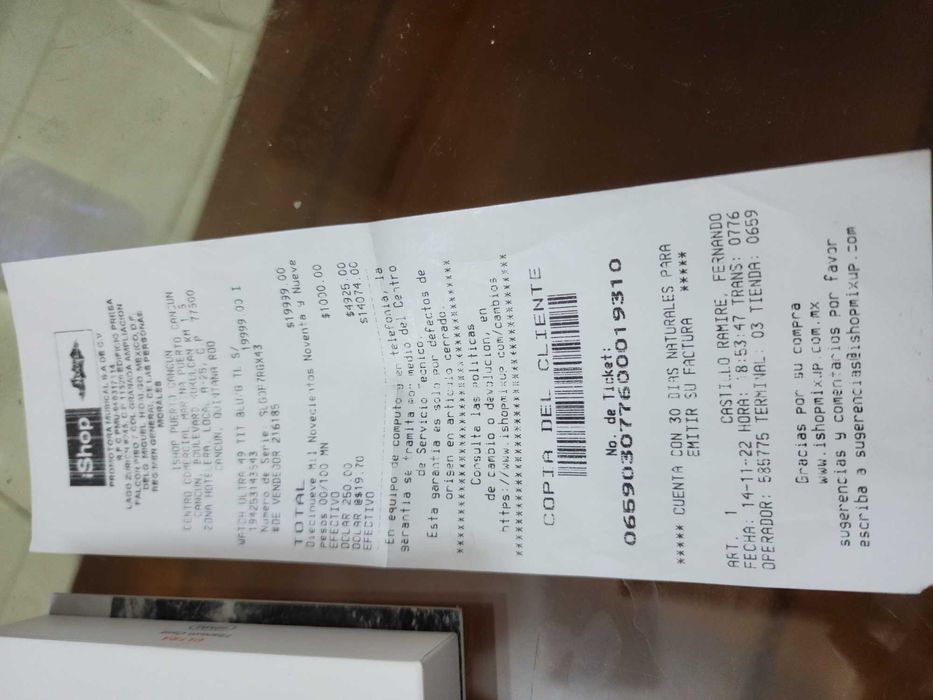 iShop
PROMOTORA MUSICAL S.A DE C.V
LAGO ZURICH #245, C.P. 11529, EDIFICIO PRESA
FALCON PISO 7 COL. GRANADA AMPLIACION
DELG. MIGUEL HIDALGO, MEXICO, D.F.
REGIMEN GENERAL DE LAS PERSONAS
MORALES
ISHOP PUERTO CANCUN
CENTRO COMERCIAL MARINA PUERTO CANCUN
CANCUN, BOULEVARD KUKULCAN KM
ZONA HOTELERA LOCAL A-25, C P 77500
CANCUN, QUINTANA ROO
WATCH ULTRA 49 TIT BLU/G TL S/
194253143543 19999.00 I
Numero de Serie:
#DE VENDEDOR 216185
TOTAL $19999.00
Diecinueve Mil Novecientos Noventa y Nueve
pesos 00/100 MN
EFECTIVO $1000.00
DOLAR 250.00
DOLAR @$19.70 $4925.00
EFECTIVO $14074.00
En equipo de computo y en telefonia, la
garantia se tramita por medio del Centro
de Servicio Tecnico.
Esta garantia es solo por defectos de
origen en articulo cerrado.
****************************************
Consulta las politicas
de cambio y devolucion, en
https://www.ishopmixup.com/cambios
****************************************
COPIA DEL CLIENTE
No. de Ticket:
065903077600019310
***** CUENTA CON 30 DIAS NATURALES PARA
EMITIR SU FACTURA *****
ART. 1 CASTILLO RAMIRE, FERNANDO
FECHA: 14-11-22 HORA: 18:53:47 TRANS: 0776
OPERADOR: 585775 TERMINAL: 03 TIENDA: 0659
Gracias por su compra
www.ishopmixup.com.mx
sugerencias y comentarios por favor
escriba a sugerencias@ishopmixup.com